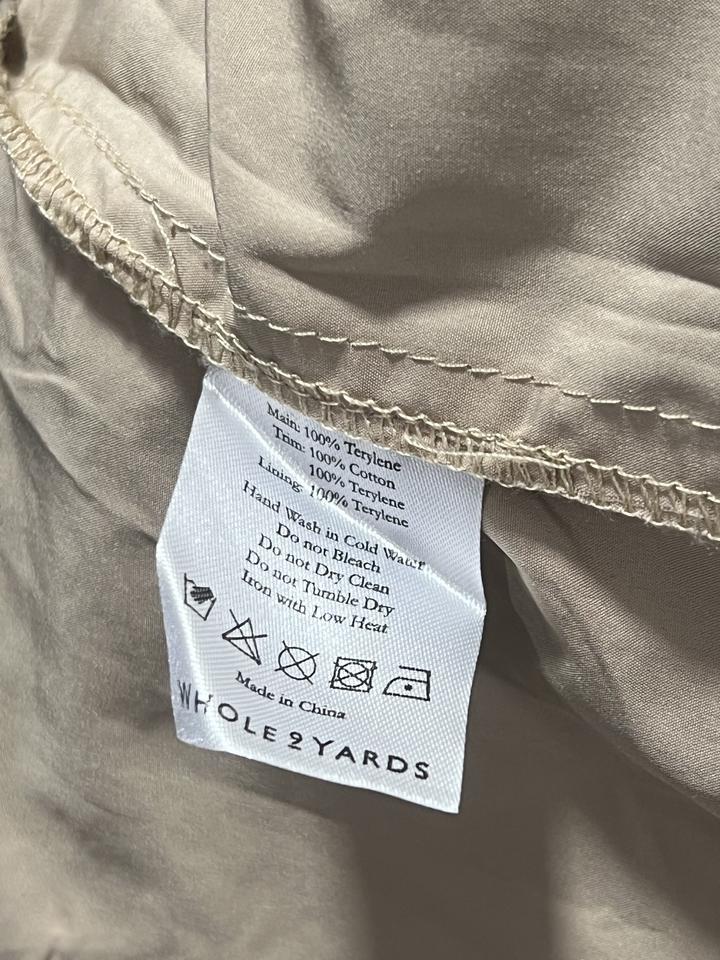 Main: 100% Terylene
Trim: 100% Cotton
100% Terylene
Lining: 100% Terylene
Hand Wash in Cold Water
Do not Bleach
Do not Dry Clean
Do not Tumble Dry
Iron with Low Heat
Made in China
WHOLE2YARDS